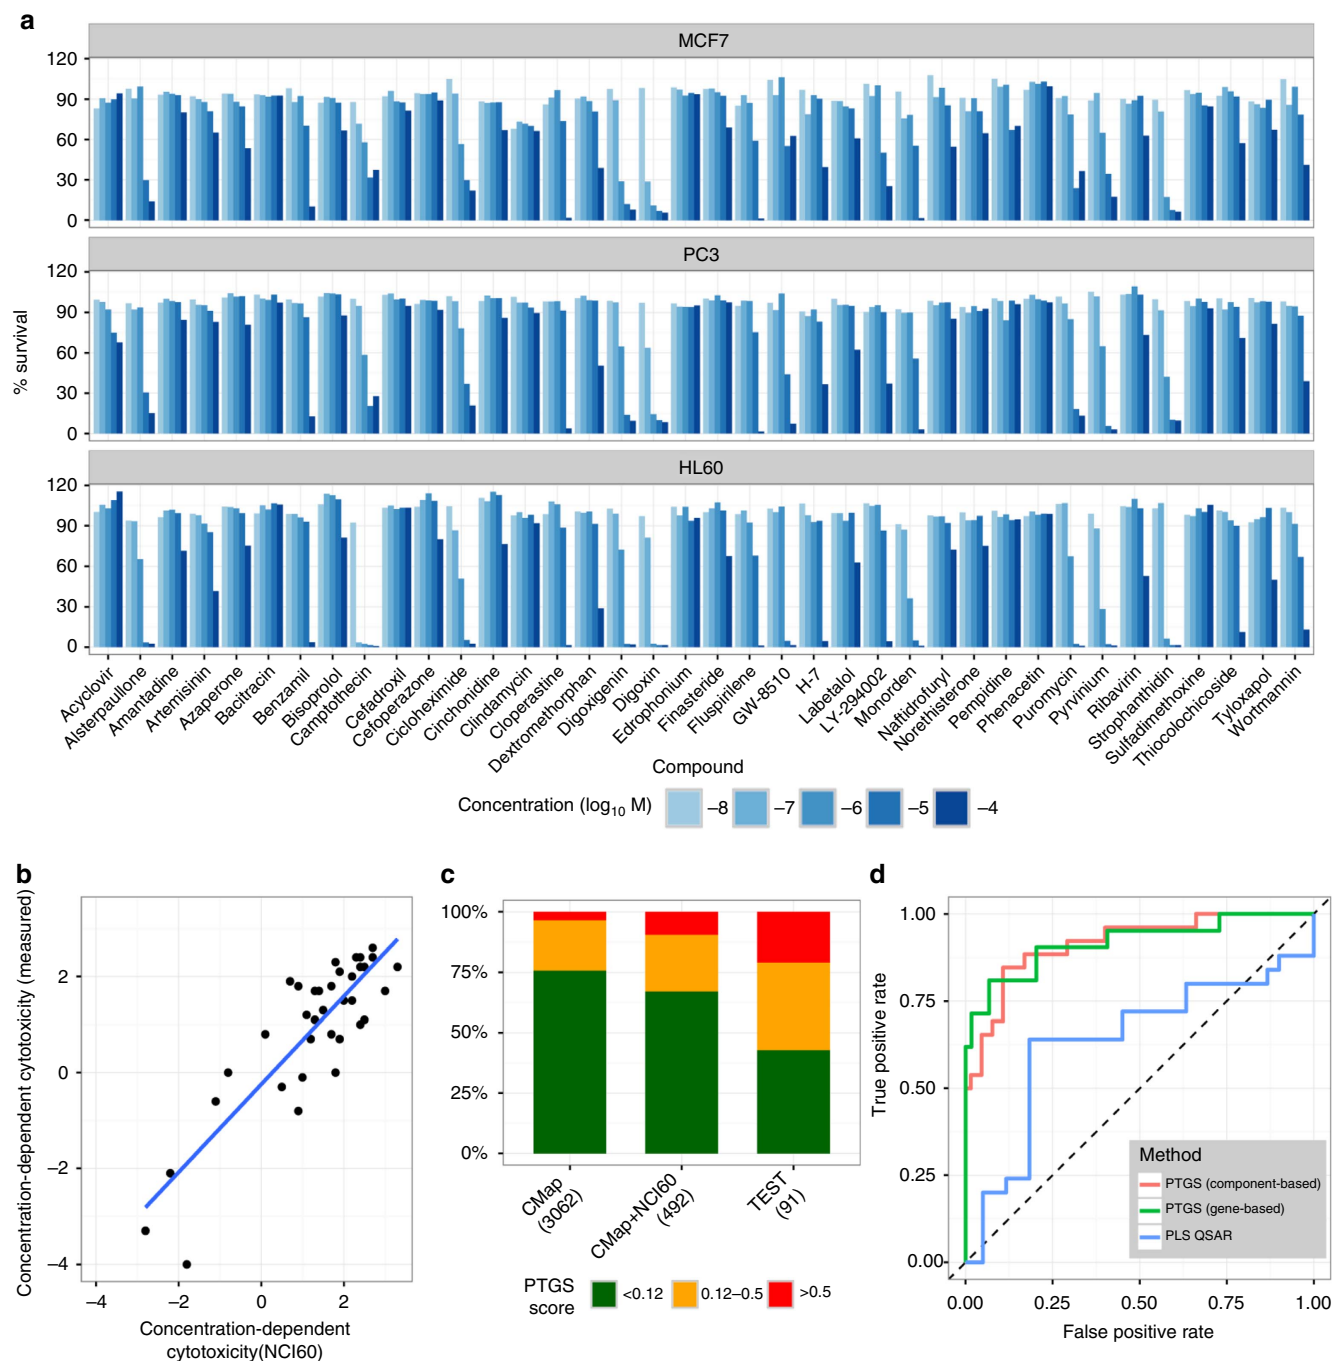 a
MCF7
120
90
60
30
0
PC3
120
90
60
30
0
% survival
HL60
120
90
60
30
0
Acyclovir
Alsterpaullone
Amantadine
Artemisinin
Azaperone
Bacitracin
Benzamil
Bisoprolol
Camptothecin
Cefadroxil
Cefoperazone
Cicloheximide
Cinchonidine
Clindamycin
Cloperastine
Dextromethorphan
Digoxigenin
Digoxin
Edrophonium
Finasteride
Fluspirilene
GW-8510
H-7
Labetalol
LY-294002
Monorden
Naftidrofuryl
Norethisterone
Pempidine
Phenacetin
Puromycin
Pyrvinium
Ribavirin
Strophanthidin
Sulfadimethoxine
Thiocolochicoside
Tyloxapol
Wortmannin
Compound
Concentration (log10 M)
–8
–7
–6
–5
–4
b
Concentration-dependent cytotoxicity (measured)
2
0
–2
–4
–4
–2
0
2
Concentration-dependent
cytotoxicity(NCI60)
c
100%
75%
50%
25%
0%
CMap
(3062)
CMap+NCI60
(492)
TEST
(91)
PTGS
score
<0.12
0.12–0.5
>0.5
d
True positive rate
1.00
0.75
0.50
0.25
0.00
Method
PTGS (component-based)
PTGS (gene-based)
PLS QSAR
0.00
0.25
0.50
0.75
1.00
False positive rate